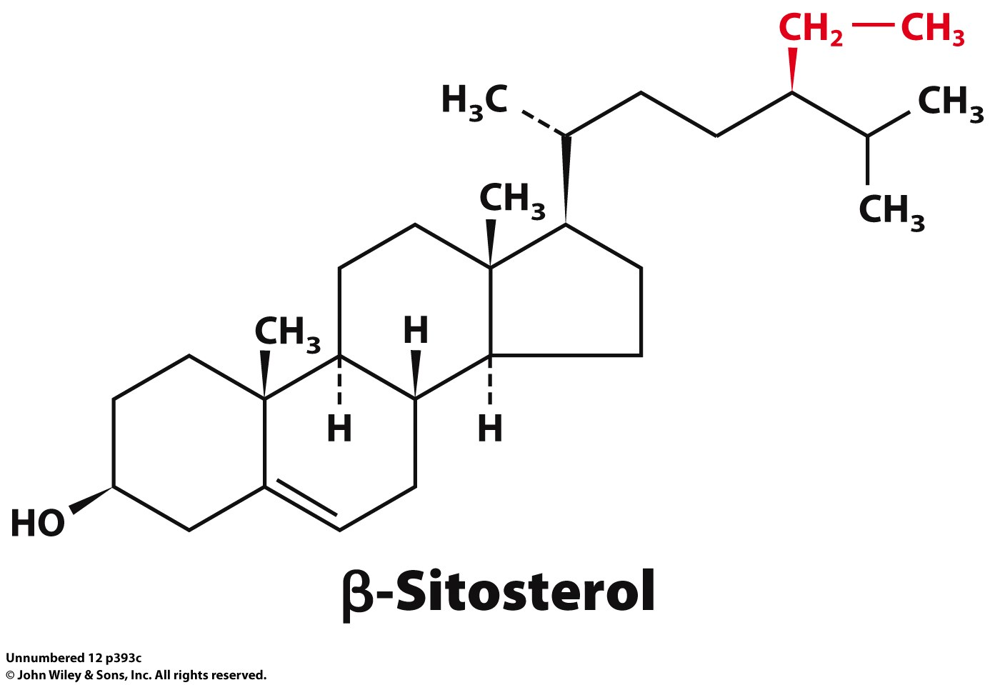 CH₂ — CH₃
H₃C
CH₃
CH₃
CH₃
CH₃
H
H
H
HO
β-Sitosterol
Unnumbered 12 p393c
© John Wiley & Sons, Inc. All rights reserved.